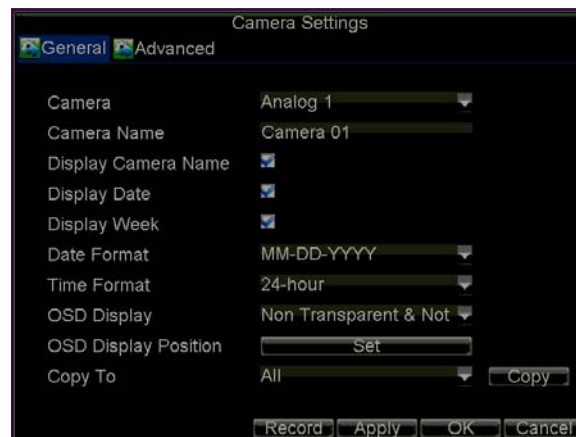 Camera Settings
General Advanced
Camera Analog 1
Camera Name Camera 01
Display Camera Name
Display Date
Display Week
Date Format MM-DD-YYYY
Time Format 24-hour
OSD Display Non Transparent & Not
OSD Display Position Set
Copy To All Copy
Record Apply OK Cancel